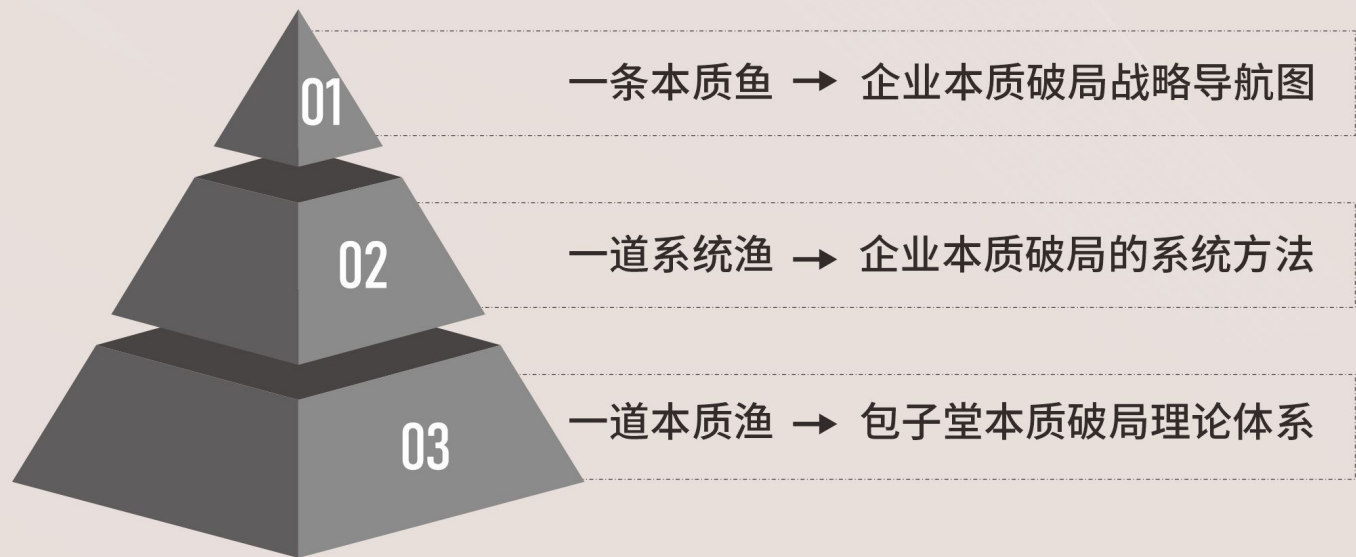 01
一条本质鱼 → 企业本质破局战略导航图
02
一道系统渔 → 企业本质破局的系统方法
03
一道本质渔 → 包子堂本质破局理论体系